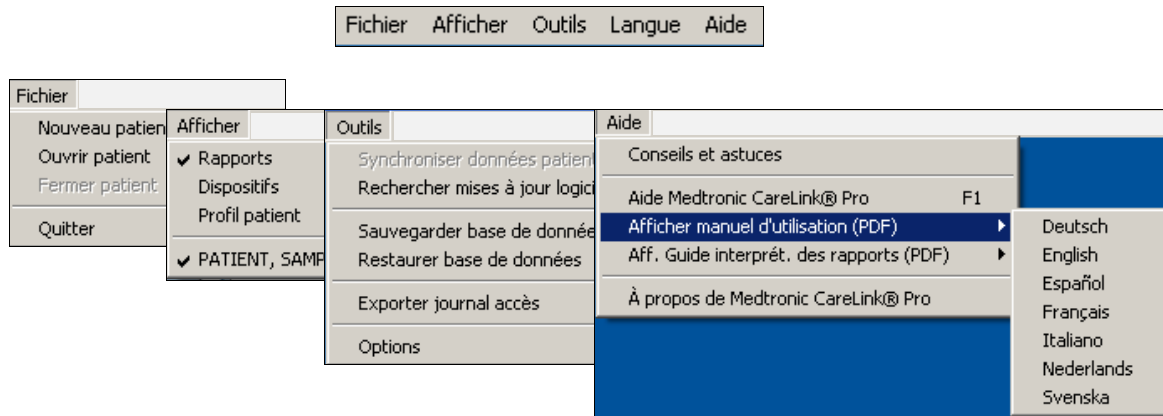 Fichier Afficher Outils Langue Aide
Fichier
Nouveau patien
Ouvrir patient
Fermer patient
Quitter
Afficher
Rapports
Dispositifs
Profil patient
PATIENT, SAMP
Outils
Synchroniser données patient
Rechercher mises à jour logici
Sauvegarder base de donnée
Restaurer base de données
Exporter journal accès
Options
Aide
Conseils et astuces
Aide Medtronic CareLink® Pro F1
Afficher manuel d'utilisation (PDF)
Aff. Guide interprét. des rapports (PDF)
À propos de Medtronic CareLink® Pro
Deutsch
English
Español
Français
Italiano
Nederlands
Svenska